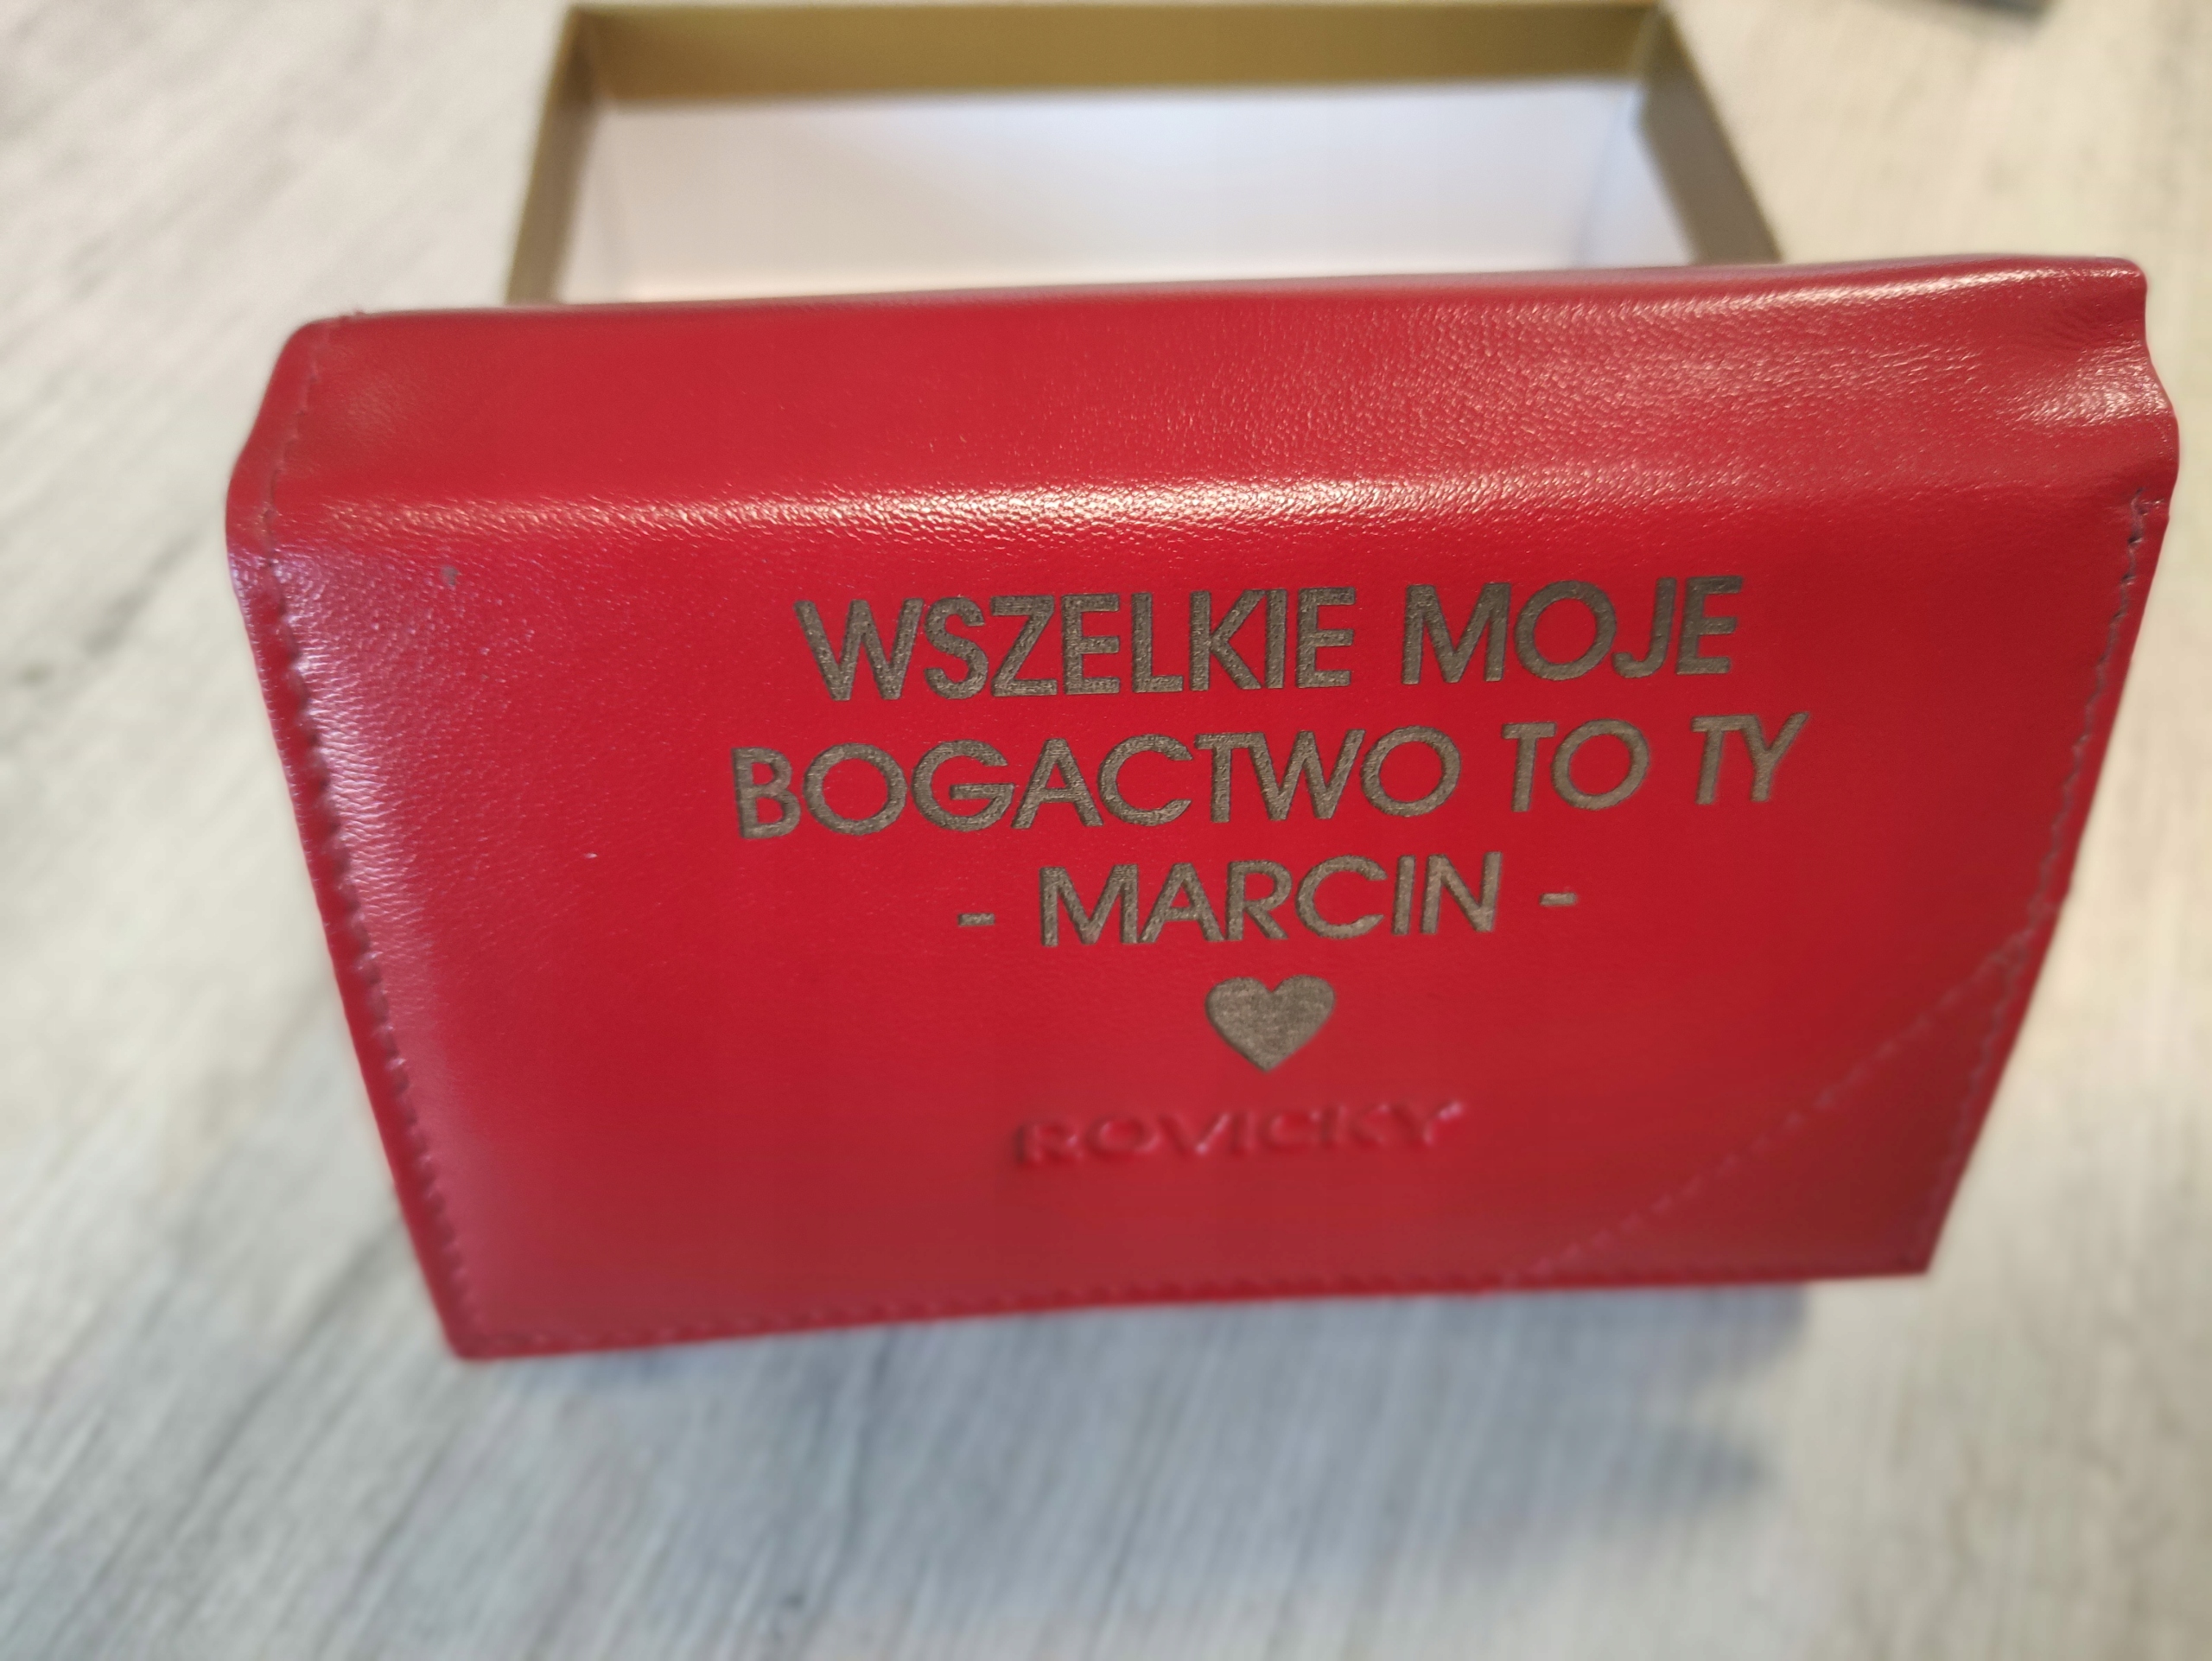 WSZELKIE MOJE
BOGACTWO TO TY
- MARCIN -
ROVICKY